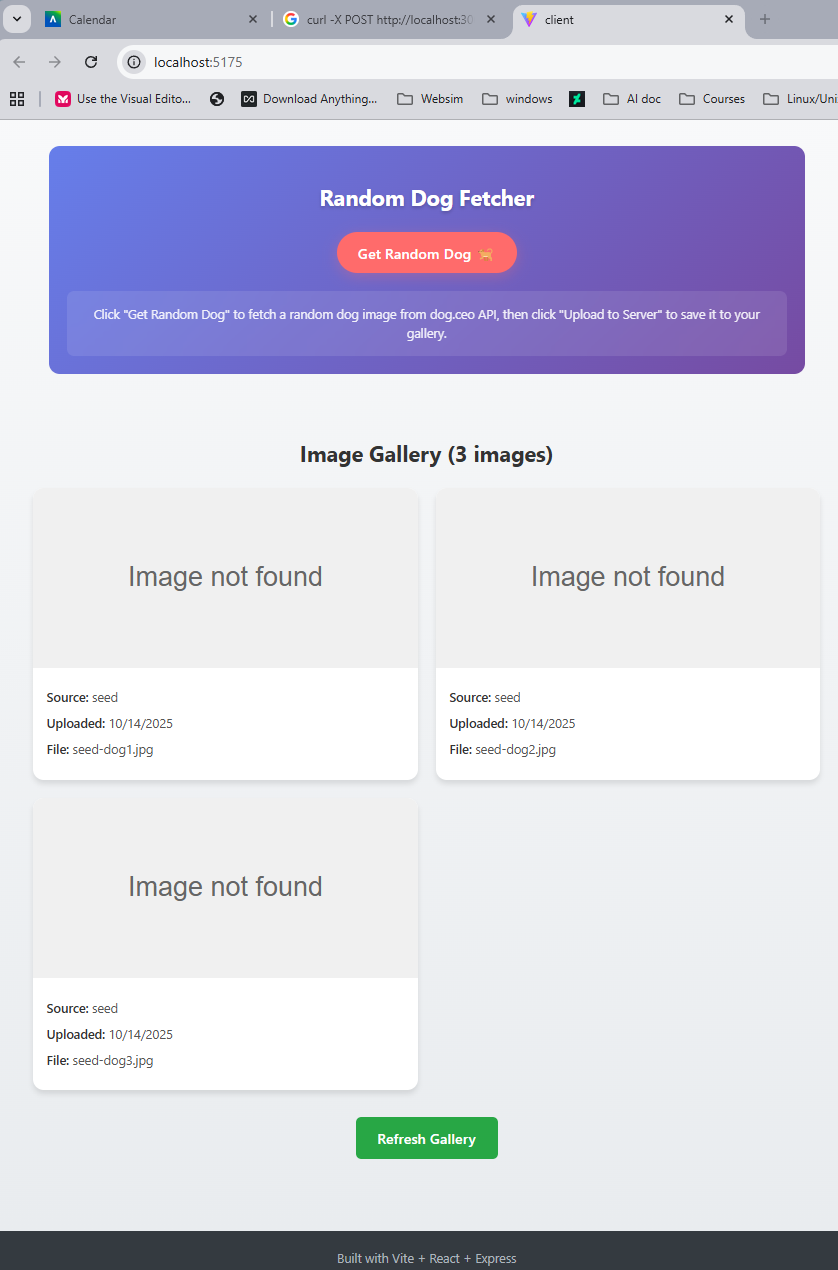 Calendar
curl -X POST http://localhost:30
client
localhost:5175
Use the Visual Edito...
Download Anything...
Websim
windows
AI doc
Courses
Linux/Uni
Random Dog Fetcher
Get Random Dog
Click "Get Random Dog" to fetch a random dog image from dog.ceo API, then click "Upload to Server" to save it to your
gallery.
Image Gallery (3 images)
Image not found
Source: seed
Uploaded: 10/14/2025
File: seed-dog1.jpg
Image not found
Source: seed
Uploaded: 10/14/2025
File: seed-dog2.jpg
Image not found
Source: seed
Uploaded: 10/14/2025
File: seed-dog3.jpg
Refresh Gallery
Built with Vite + React + Express